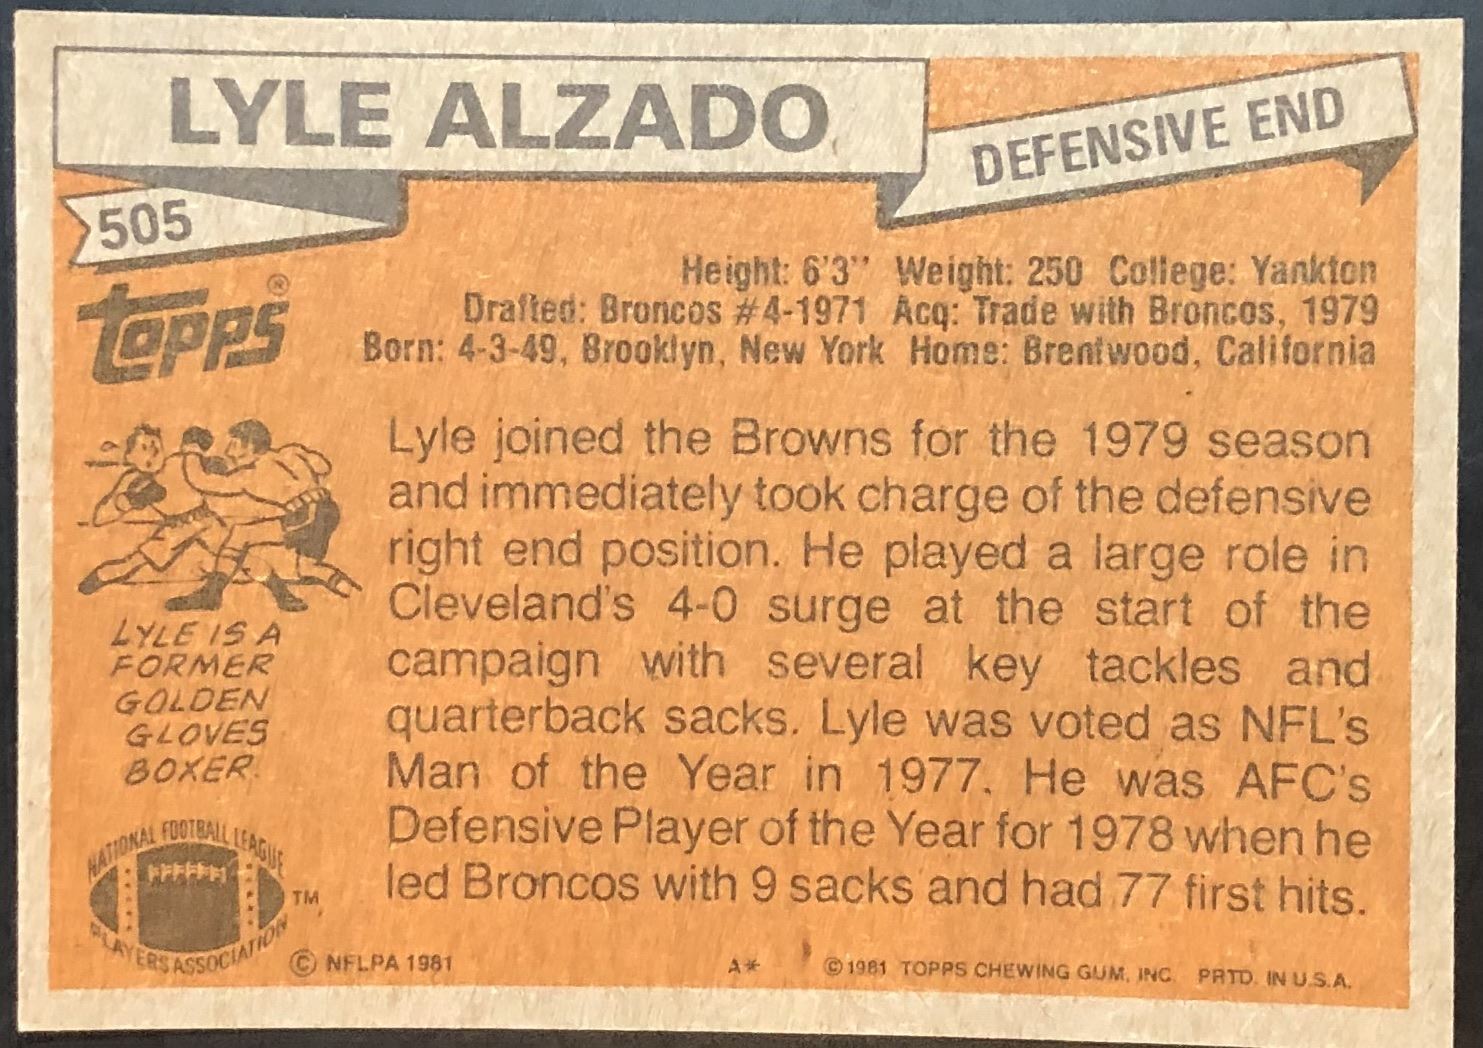 LYLE ALZADO
DEFENSIVE END
505
TOPPS®
Height: 6'3" Weight: 250 College: Yankton
Drafted: Broncos #4-1971 Acq: Trade with Broncos, 1979
Born: 4-3-49, Brooklyn, New York Home: Brentwood, California
Lyle joined the Browns for the 1979 season
and immediately took charge of the defensive
right end position. He played a large role in
Cleveland's 4-0 surge at the start of the
campaign with several key tackles and
quarterback sacks. Lyle was voted as NFL's
Man of the Year in 1977. He was AFC's
Defensive Player of the Year for 1978 when he
led Broncos with 9 sacks and had 77 first hits.
LYLE IS A
FORMER
GOLDEN
GLOVES
BOXER.
NATIONAL FOOTBALL LEAGUE
PLAYERS ASSOCIATION
TM
© NFLPA 1981
A* © 1981 TOPPS CHEWING GUM, INC. PRTD. IN U.S.A.